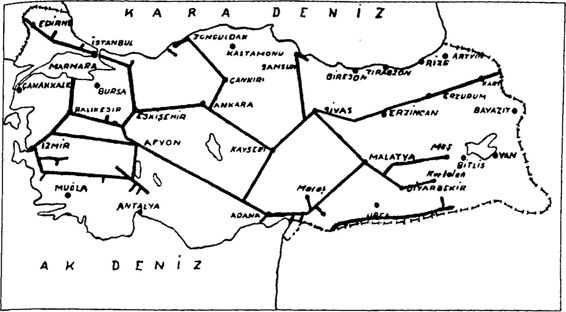 KARA DENİZ
EDİRNE
İSTANBUL
ZONGULDAK
KASTAMONU
MARMARA
SAMSUN
ÇANAKKALE
BURSA
ÇANKIRI
GİRESON
TIRABZON
RİZE
ARTVİN
KARS
BALIKESİR
ESKİŞEHİR
ANKARA
SİVAS
ERZİNCAN
ERZURUM
BAYAZIT
İZMİR
AFYON
KAYSERİ
MALATYA
Muş
BİTLİS
VAN
Kurtalan
DİYARBEKİR
MUĞLA
ANTALYA
ADANA
Maraş
URFA
AK DENİZ